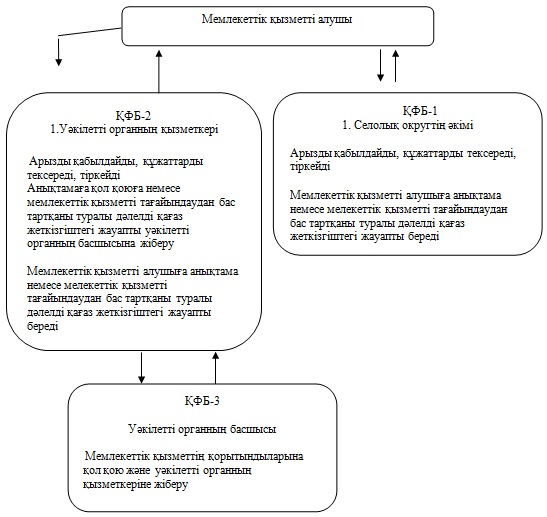 Мемлекеттік қызметті алушы
ҚФБ-2
1.Уәкілетті органның қызметкері
Арызды қабылдайды, құжаттарды
тексереді, тіркейді
Анықтамаға қол қоюға немесе
мемлекеттік қызметті тағайындаудан бас
тартқаны туралы дәлелді қағаз
жеткізгіштегі жауапты уәкілетті
органның басшысына жіберу
Мемлекеттік қызметті алушыға анықтама
немесе мелекеттік қызметті
тағайындаудан бас тартқаны туралы
дәлелді қағаз жеткізгіштегі жауапты
береді
ҚФБ-1
1. Селолық округтің әкімі
Арызды қабылдайды, құжаттарды тексереді,
тіркейді
Мемлекеттік қызметті алушыға анықтама
немесе мелекеттік қызметті тағайындаудан
бас тартқаны туралы дәлелді қағаз
жеткізгіштегі жауапты береді
ҚФБ-3
Уәкілетті органның басшысы
Мемлекеттік қызметтің қорытындыларына
қол қою және уәкілетті органның
қызметкеріне жіберу